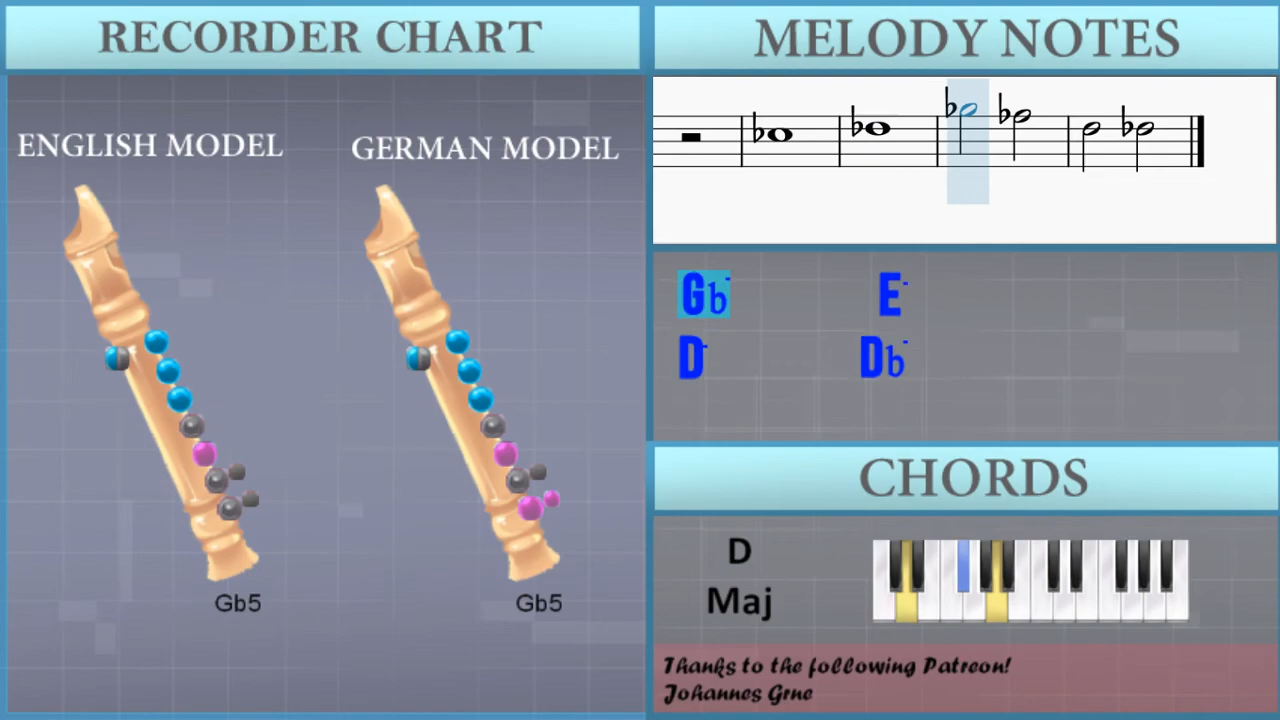 RECORDER CHART
MELODY NOTES
ENGLISH MODEL
GERMAN MODEL
Gb5
Gb5
Gb-
E-
D-
Db-
CHORDS
D
Maj
Thanks to the following Patreon!
Johannes Grne